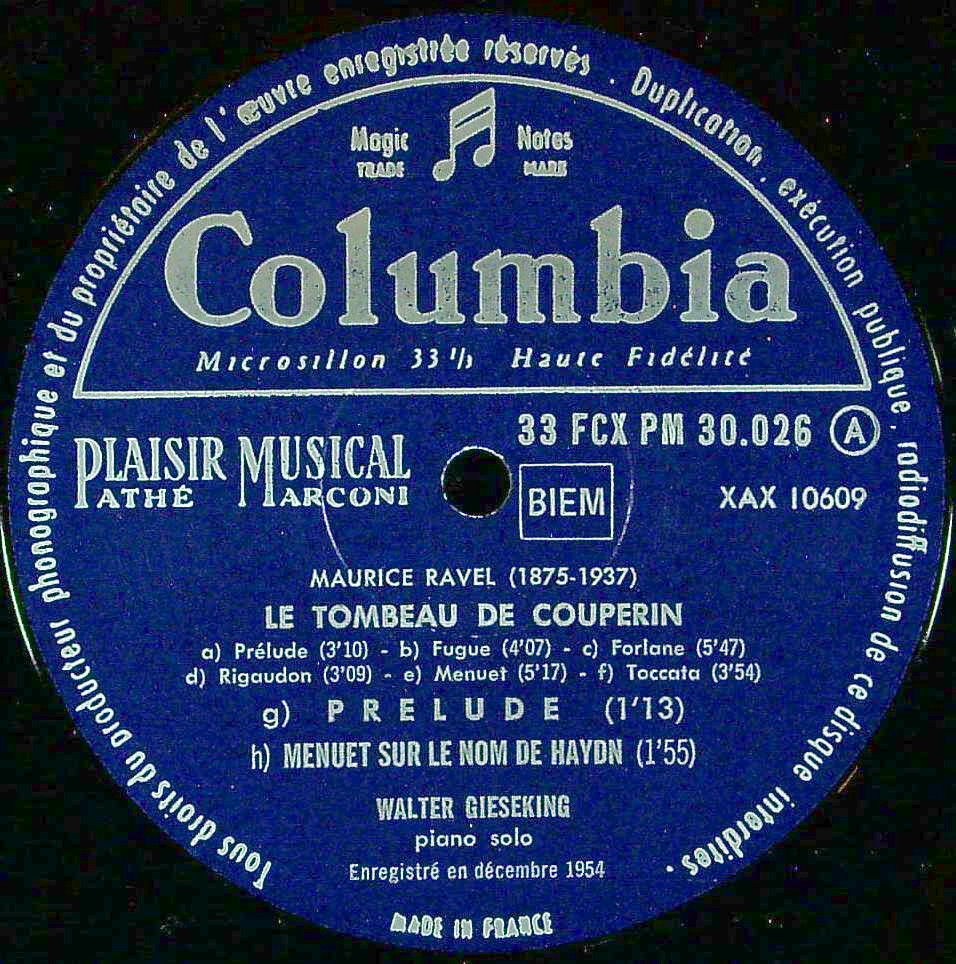 Tous droits du producteur phonographique et du propriétaire de l'œuvre enregistrée réservés . Duplication, exécution publique, radiodiffusion de ce disque interdites.
Magic Notes
TRADE MARK
Columbia
Microsillon 33 1/3 Haute Fidélité
PLAISIR MUSICAL
PATHÉ MARCONI
33 FCX PM 30.026 A
BIEM
XAX 10609
MAURICE RAVEL (1875-1937)
LE TOMBEAU DE COUPERIN
a) Prélude (3'10) - b) Fugue (4'07) - c) Forlane (5'47)
d) Rigaudon (3'09) - e) Menuet (5'17) - f) Toccata (3'54)
g) PRELUDE (1'13)
h) MENUET SUR LE NOM DE HAYDN (1'55)
WALTER GIESEKING
piano solo
Enregistré en décembre 1954
MADE IN FRANCE